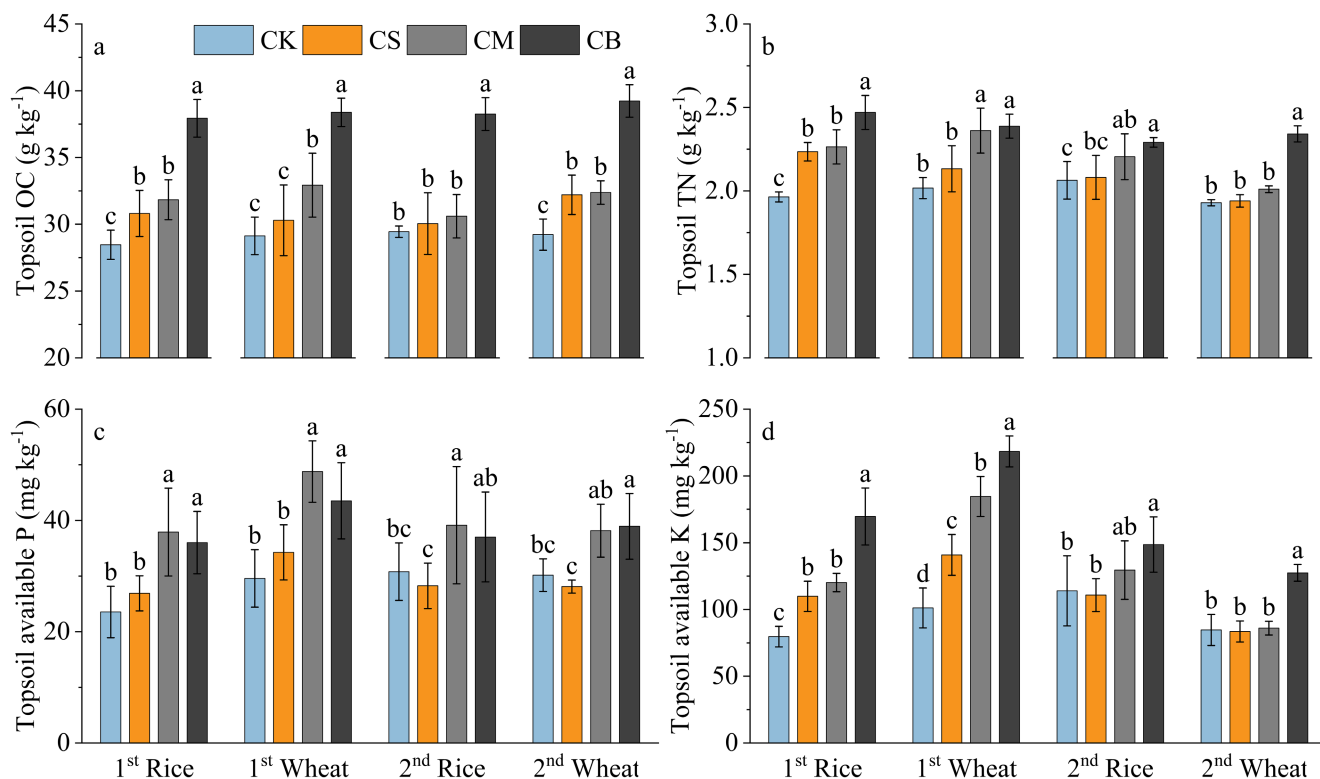 a
CK CS CM CB
Topsoil OC (g kg⁻¹)
45
40
35
30
25
20
c b b a
c c b a
b b b a
c b b a
b
Topsoil TN (g kg⁻¹)
3.0
2.5
2.0
1.5
1.0
c b b a
b b a a
c bc ab a
b b b a
c
Topsoil available P (mg kg⁻¹)
60
40
20
0
b b a a
b b a a
bc c a ab
bc c ab a
1st Rice 1st Wheat 2nd Rice 2nd Wheat
d
Topsoil available K (mg kg⁻¹)
250
200
150
100
50
0
c b b a
d c b a
b b ab a
b b b a
1st Rice 1st Wheat 2nd Rice 2nd Wheat